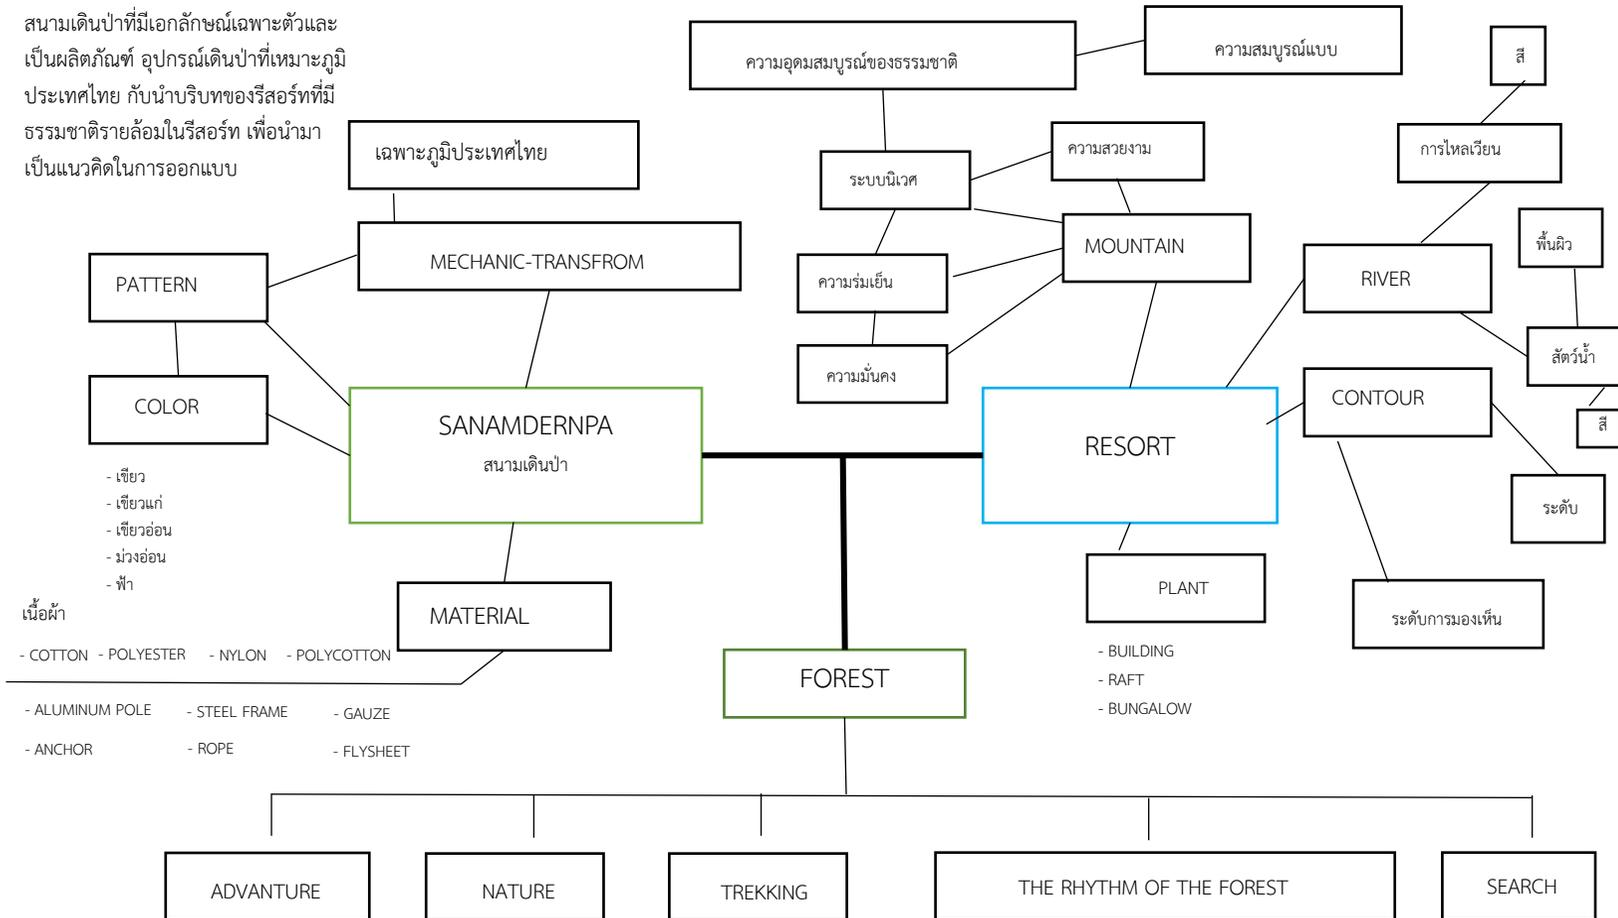 สนามเดินป่าที่มีเอกลักษณ์เฉพาะตัวและ
เป็นผลิตภัณฑ์ อุปกรณ์เดินป่าที่เหมาะภูมิ
ประเทศไทย กับนำบริบทของรีสอร์ทที่มี
ธรรมชาติรายล้อมในรีสอร์ท เพื่อนำมา
เป็นแนวคิดในการออกแบบ
เฉพาะภูมิประเทศไทย
MECHANIC-TRANSFROM
PATTERN
COLOR
- เขียว
- เขียวแก่
- เขียวอ่อน
- ม่วงอ่อน
- ฟ้า
SANAMDERNPA
สนามเดินป่า
MATERIAL
เนื้อผ้า
- COTTON - POLYESTER - NYLON - POLYCOTTON
- ALUMINUM POLE - STEEL FRAME - GAUZE
- ANCHOR - ROPE - FLYSHEET
ความอุดมสมบูรณ์ของธรรมชาติ
ความสมบูรณ์แบบ
ระบบนิเวศ
ความสวยงาม
ความร่มเย็น
ความมั่นคง
MOUNTAIN
RESORT
สี
การไหลเวียน
RIVER
พื้นผิว
สัตว์น้ำ
สี
CONTOUR
ระดับ
ระดับการมองเห็น
PLANT
- BUILDING
- RAFT
- BUNGALOW
FOREST
ADVANTURE
NATURE
TREKKING
THE RHYTHM OF THE FOREST
SEARCH